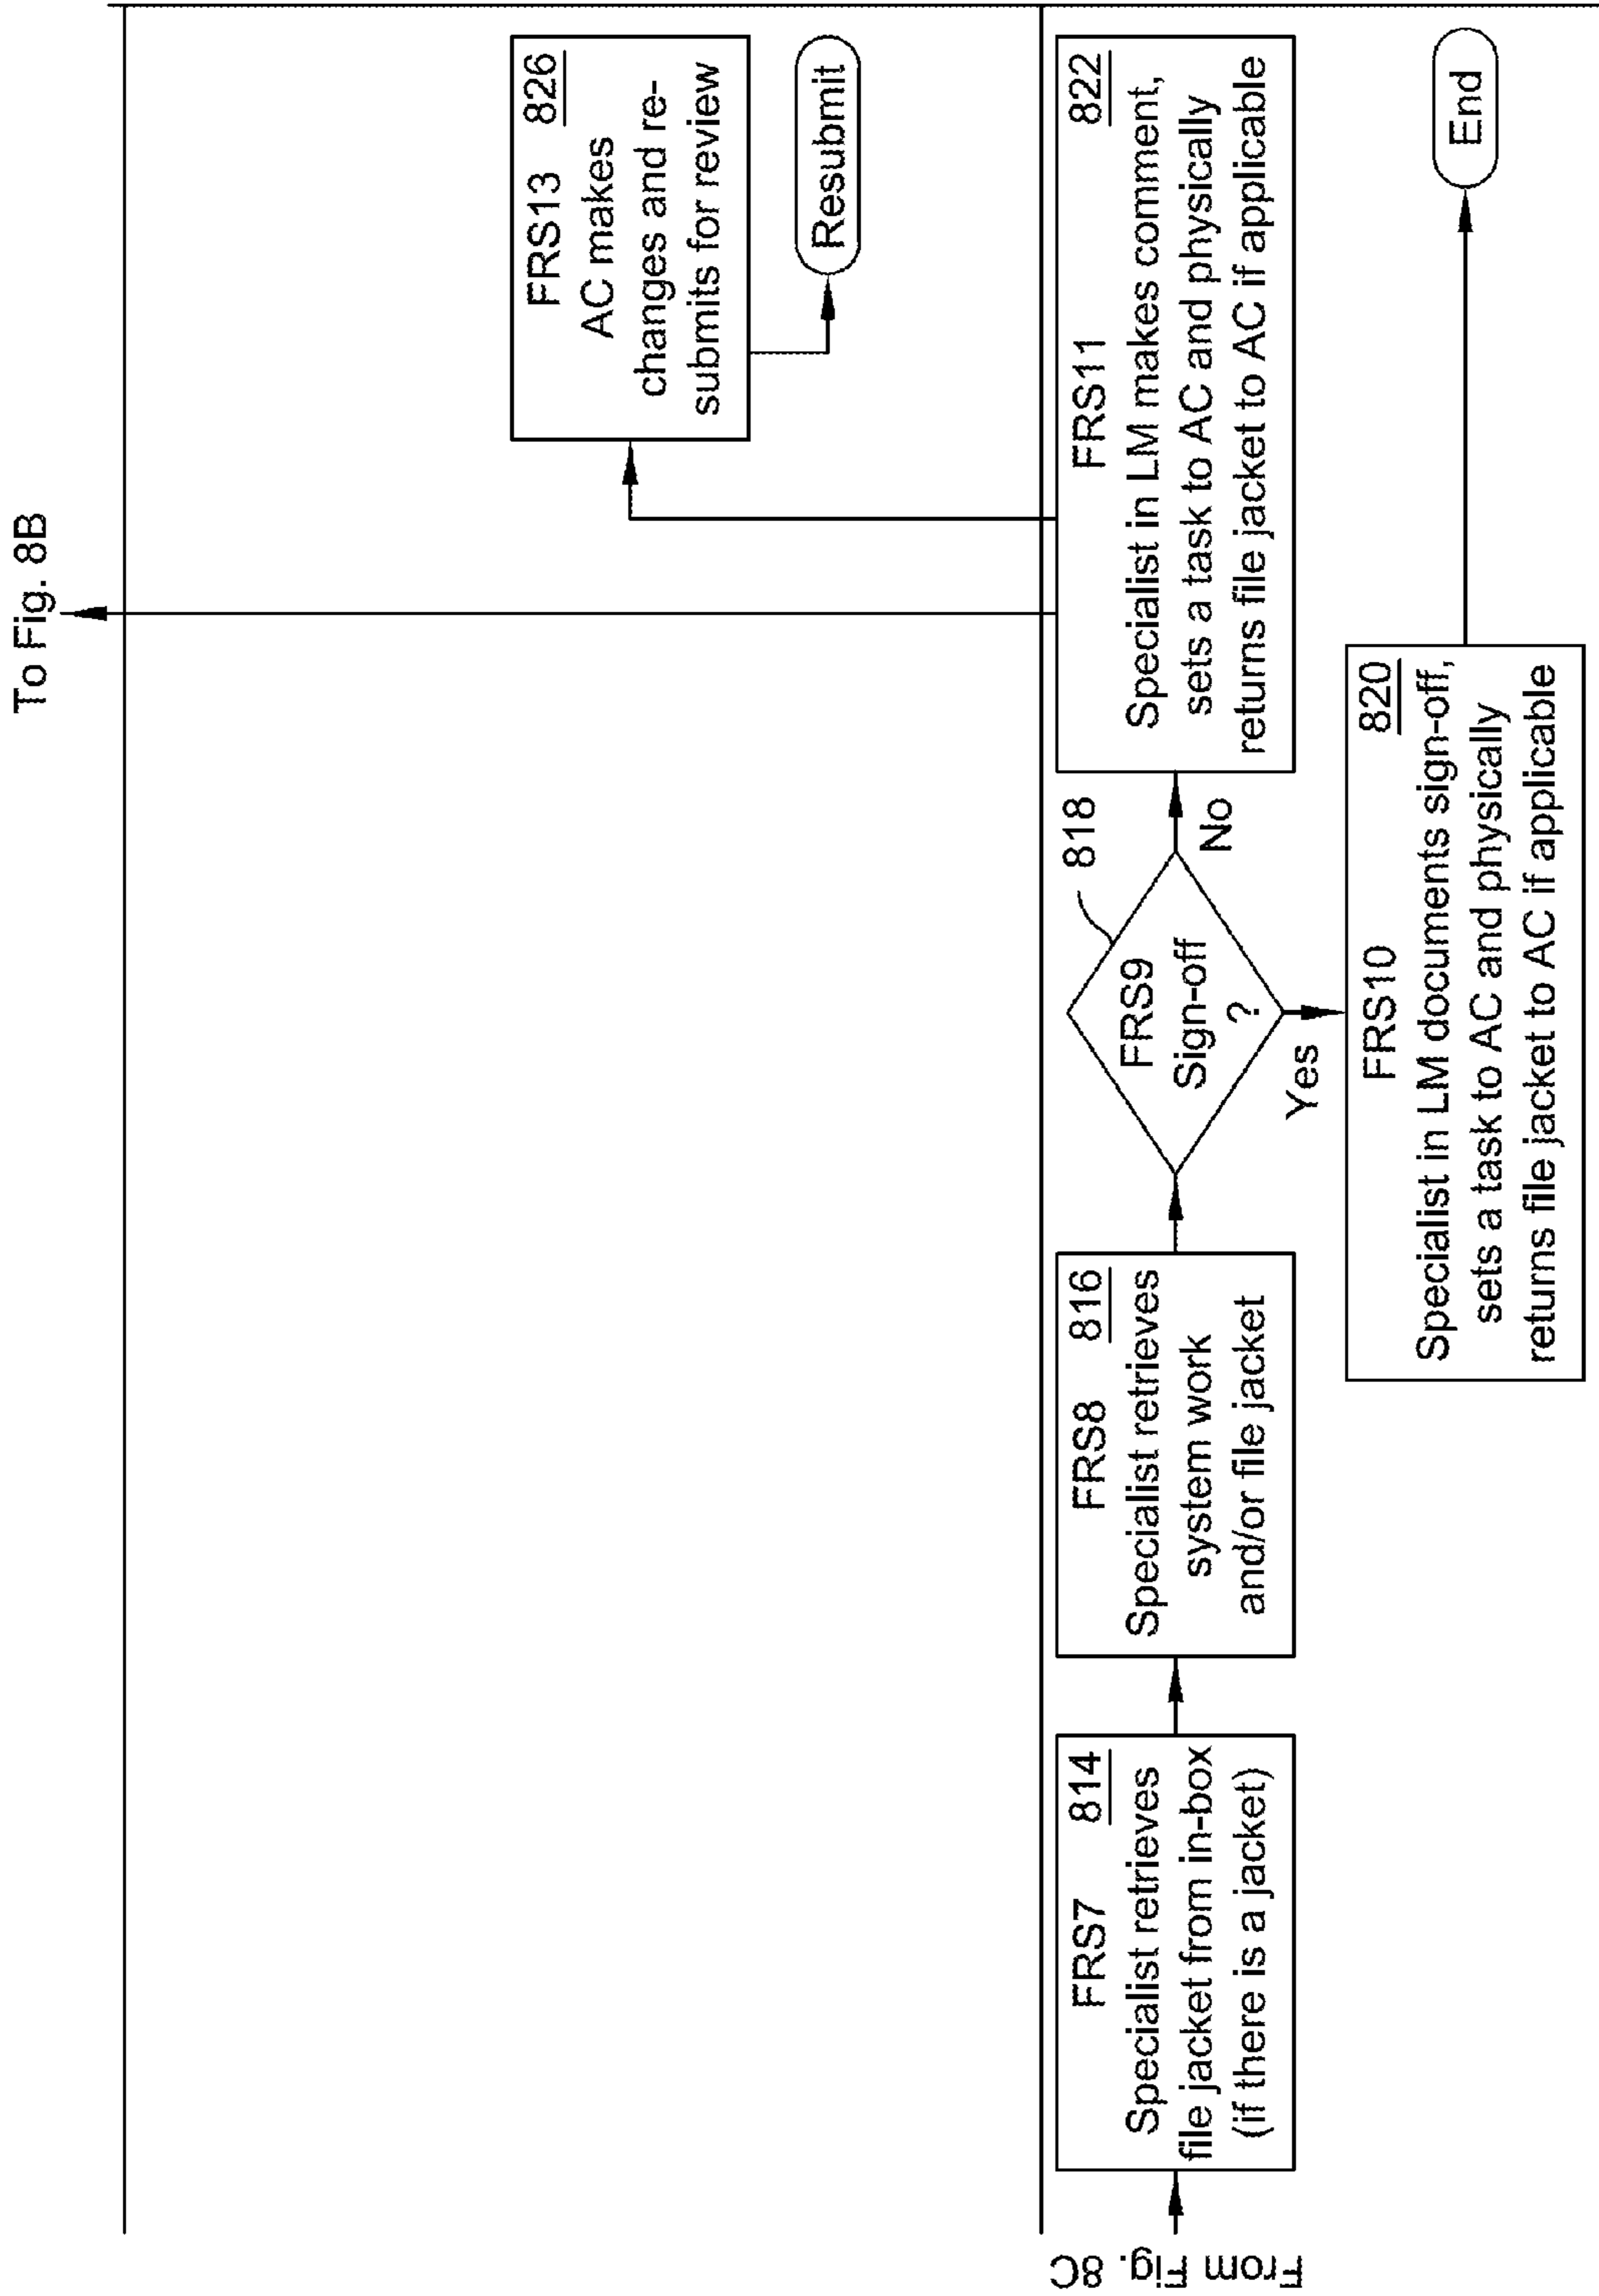 To Fig. 8B
FRS13 826
AC makes
changes and re-
submits for review
Resubmit
From Fig. 8C
FRS7 814
Specialist retrieves
file jacket from in-box
(if there is a jacket)
FRS8 816
Specialist retrieves
system work
and/or file jacket
818
FRS9
Sign-off
?
No
Yes
FRS11 822
Specialist in LM makes comment,
sets a task to AC and physically
returns file jacket to AC if applicable
FRS10 820
Specialist in LM documents sign-off,
sets a task to AC and physically
returns file jacket to AC if applicable
End